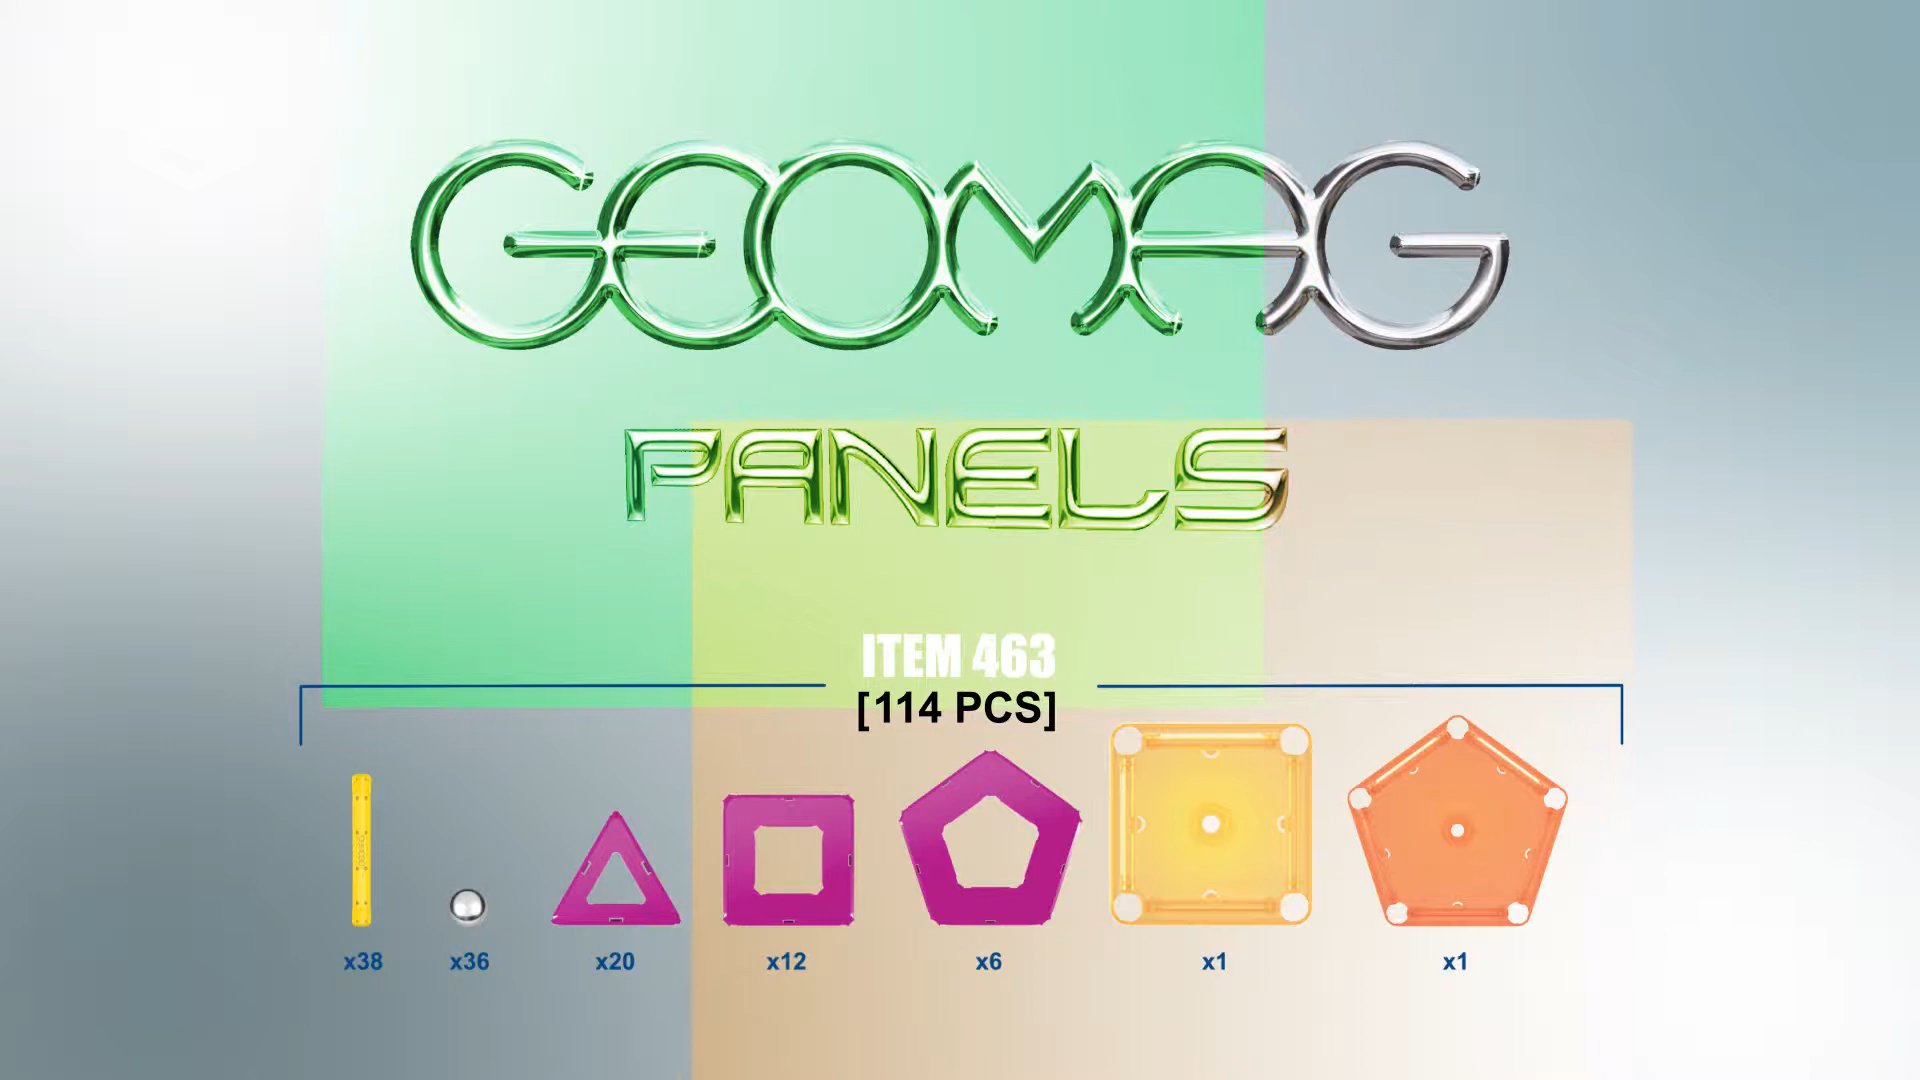 GEOMAG
PANELS
ITEM 463
[114 PCS]
x38 x36 x20 x12 x6 x1 x1